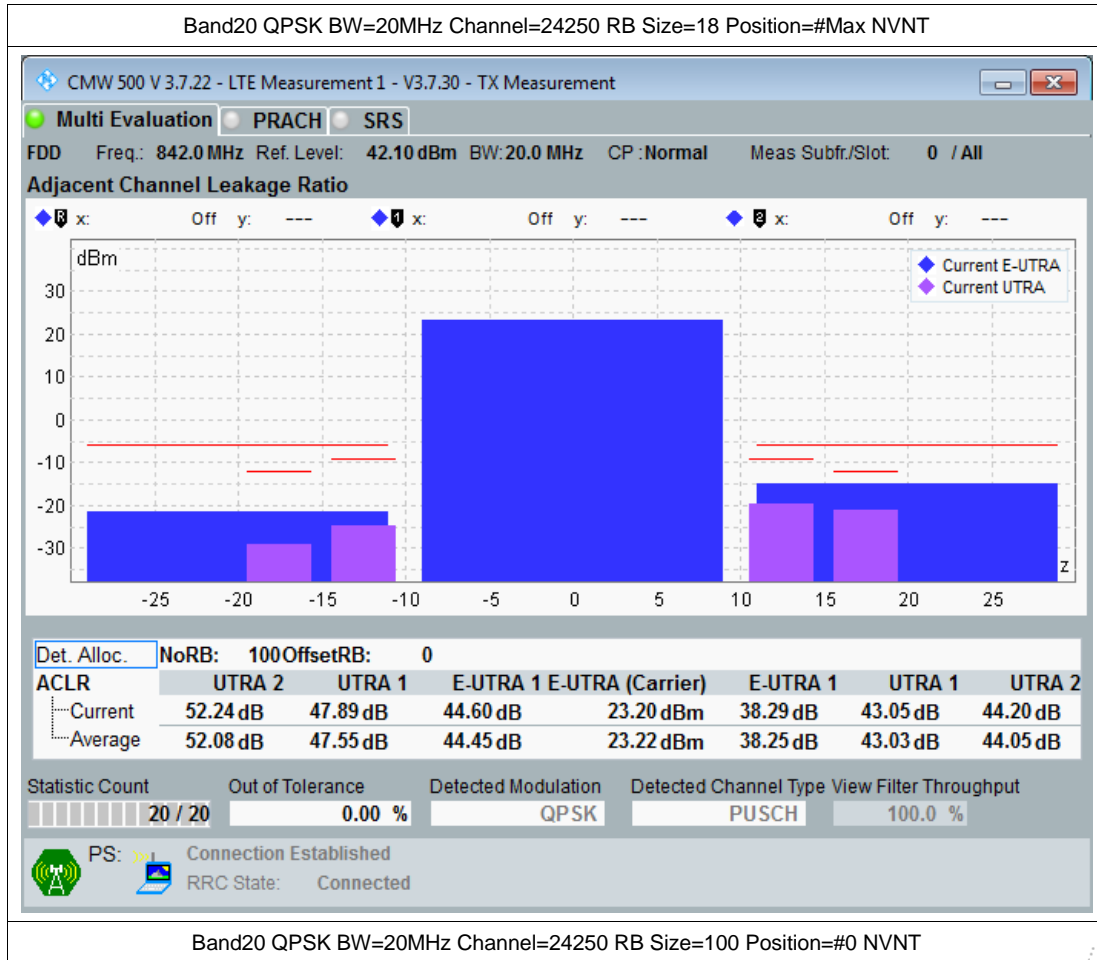 Band20 QPSK BW=20MHz Channel=24250 RB Size=18 Position=#Max NVNT
CMW 500 V 3.7.22 - LTE Measurement 1 - V3.7.30 - TX Measurement
Multi Evaluation PRACH SRS
FDD Freq.: 842.0 MHz Ref. Level: 42.10 dBm BW: 20.0 MHz CP : Normal Meas Subfr./Slot: 0 / All
Adjacent Channel Leakage Ratio
R x: Off y: --- 1 x: Off y: --- 2 x: Off y: ---
dBm
Current E-UTRA
Current UTRA
30
20
10
0
-10
-20
-30
z
-25 -20 -15 -10 -5 0 5 10 15 20 25
Det. Alloc. NoRB: 100 OffsetRB: 0
ACLR UTRA 2 UTRA 1 E-UTRA 1 E-UTRA (Carrier) E-UTRA 1 UTRA 1 UTRA 2
Current 52.24 dB 47.89 dB 44.60 dB 23.20 dBm 38.29 dB 43.05 dB 44.20 dB
Average 52.08 dB 47.55 dB 44.45 dB 23.22 dBm 38.25 dB 43.03 dB 44.05 dB
Statistic Count Out of Tolerance Detected Modulation Detected Channel Type View Filter Throughput
20 / 20 0.00 % QPSK PUSCH 100.0 %
PS: Connection Established
RRC State: Connected
Band20 QPSK BW=20MHz Channel=24250 RB Size=100 Position=#0 NVNT